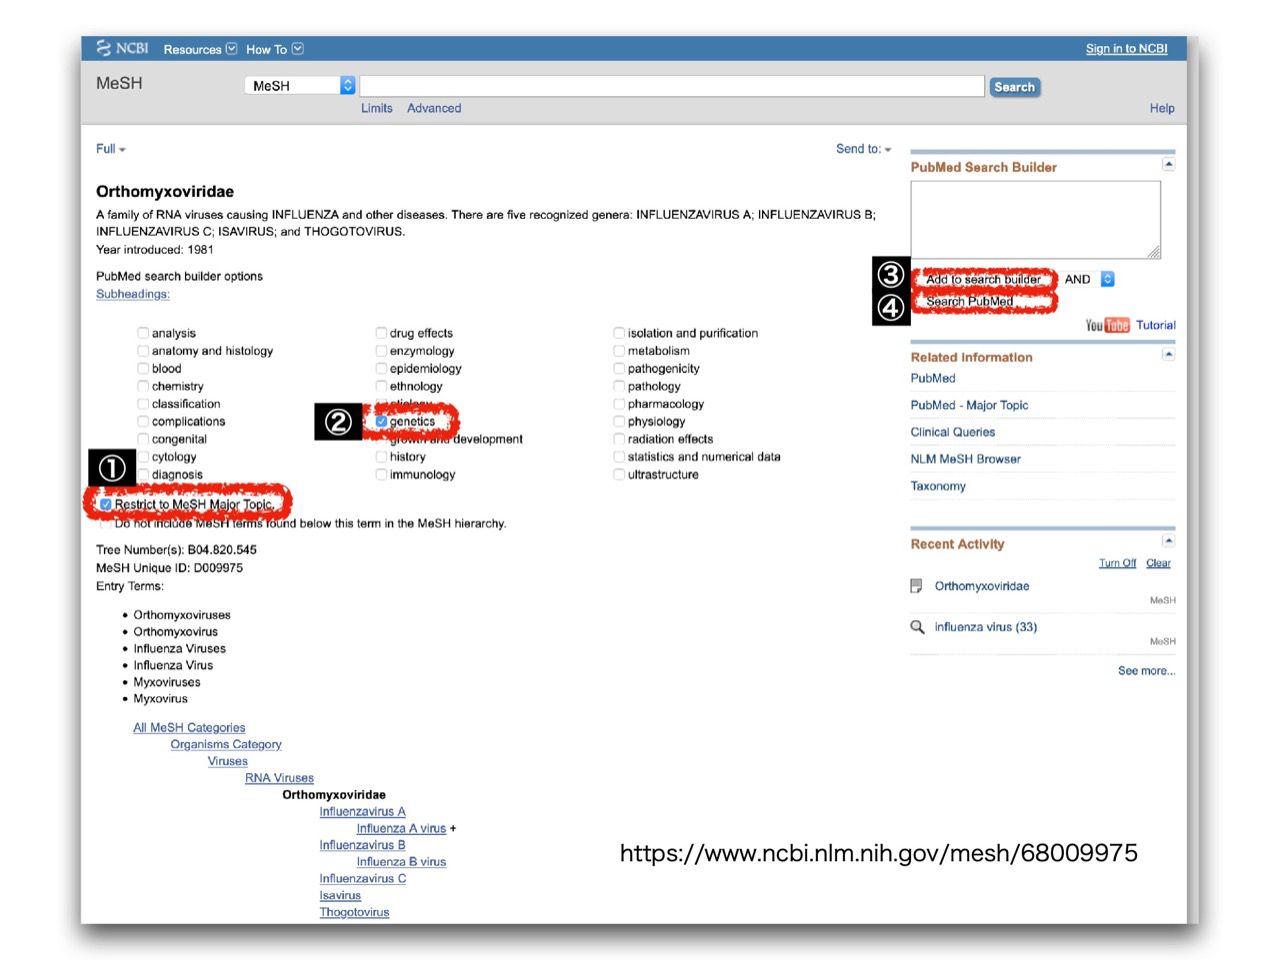 NCBI Resources How To Sign in to NCBI
MeSH MeSH Search
Limits Advanced Help
Full Send to:
Orthomyxoviridae
A family of RNA viruses causing INFLUENZA and other diseases. There are five recognized genera: INFLUENZAVIRUS A; INFLUENZAVIRUS B;
INFLUENZAVIRUS C; ISAVIRUS; and THOGOTOVIRUS.
Year introduced: 1981
PubMed search builder options
Subheadings:
analysis
anatomy and histology
blood
chemistry
classification
complications
congenital
cytology
diagnosis
drug effects
enzymology
epidemiology
ethnology
etiology
② genetics
growth and development
history
immunology
isolation and purification
metabolism
pathogenicity
pathology
pharmacology
physiology
radiation effects
statistics and numerical data
ultrastructure
①
Restrict to MeSH Major Topic.
Do not include MeSH terms found below this term in the MeSH hierarchy.
Tree Number(s): B04.820.545
MeSH Unique ID: D009975
Entry Terms:
• Orthomyxoviruses
• Orthomyxovirus
• Influenza Viruses
• Influenza Virus
• Myxoviruses
• Myxovirus
All MeSH Categories
Organisms Category
Viruses
RNA Viruses
Orthomyxoviridae
Influenzavirus A
Influenza A virus +
Influenzavirus B
Influenza B virus
Influenzavirus C
Isavirus
Thogotovirus
PubMed Search Builder
③ Add to search builder AND
④ Search PubMed
YouTube Tutorial
Related information
PubMed
PubMed - Major Topic
Clinical Queries
NLM MeSH Browser
Taxonomy
Recent Activity
Turn Off Clear
Orthomyxoviridae
MeSH
influenza virus (33)
MeSH
See more...
https://www.ncbi.nlm.nih.gov/mesh/68009975